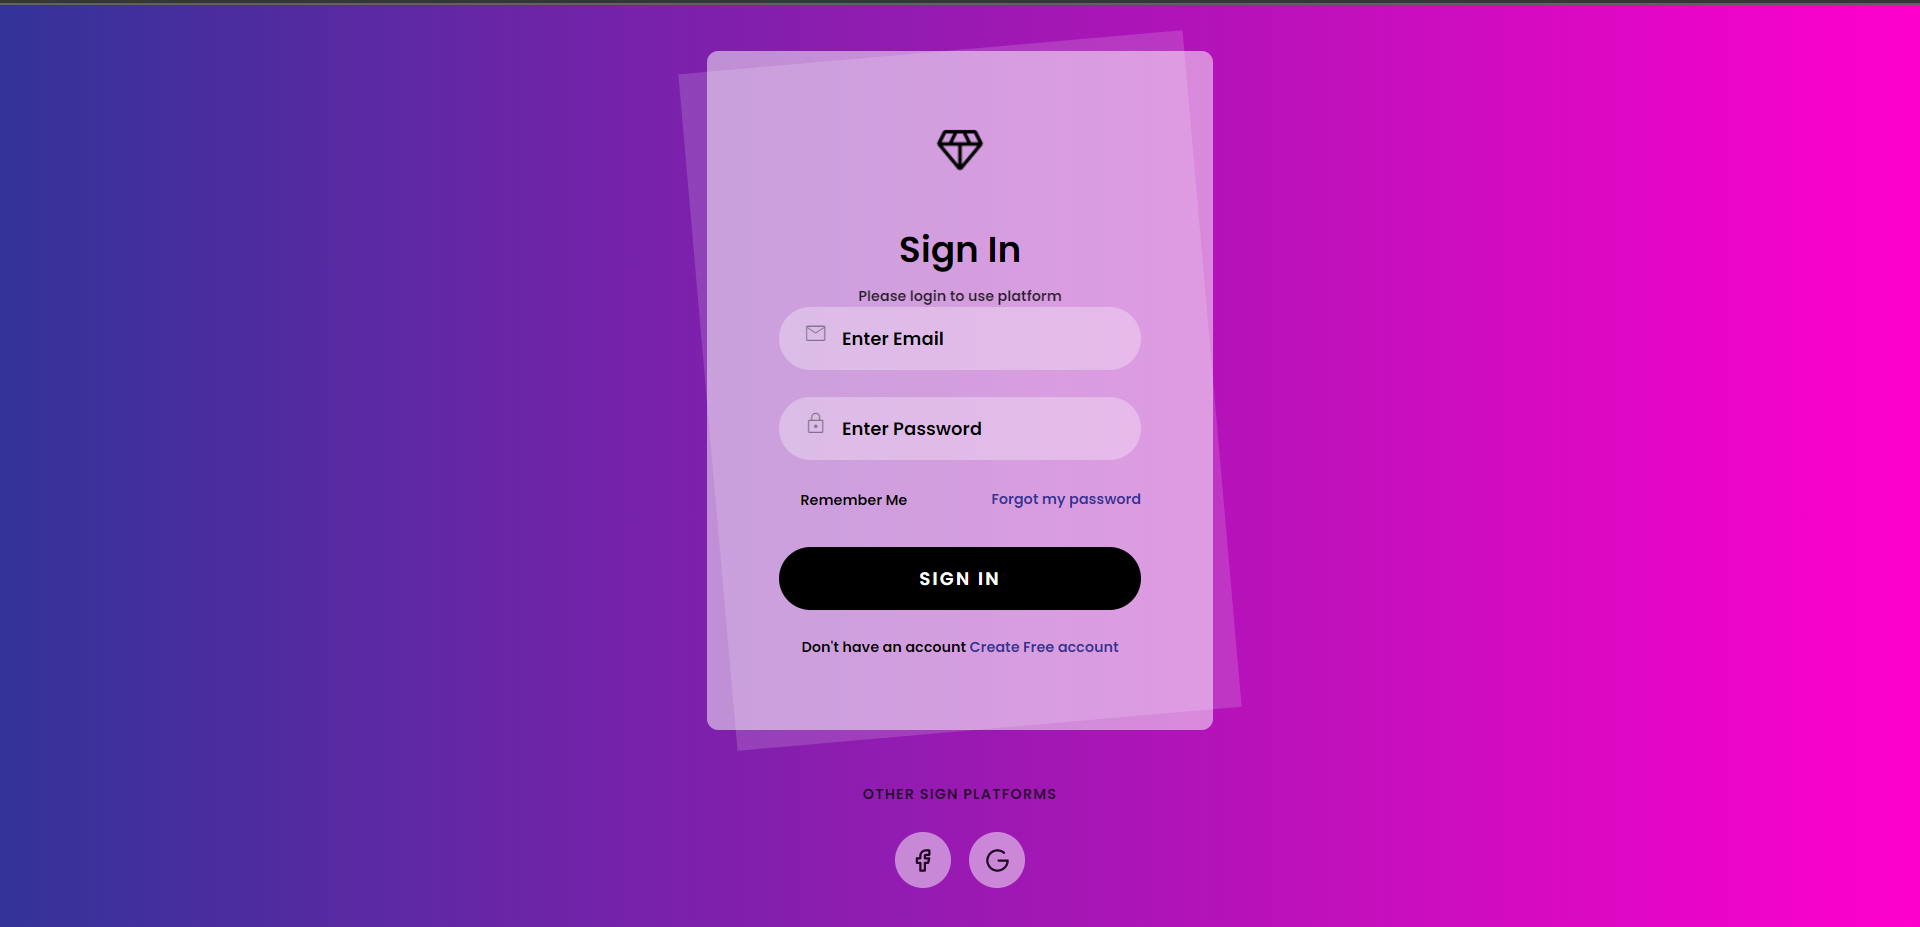 Sign In
Please login to use platform
Enter Email
Enter Password
Remember Me
Forgot my password
SIGN IN
Don't have an account Create Free account
OTHER SIGN PLATFORMS